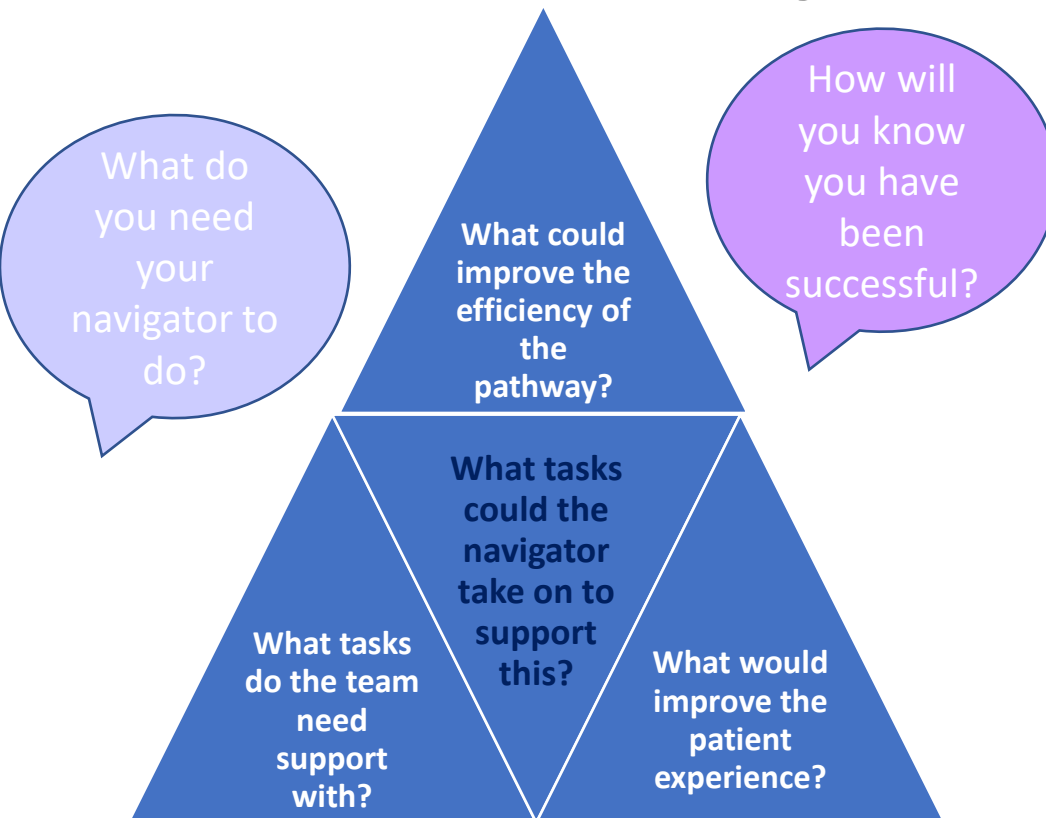 What do
you need
your
navigator to
do?
How will
you know
you have
been
successful?
What could
improve the
efficiency of
the
pathway?
What tasks
could the
navigator
take on to
support
this?
What tasks
do the team
need
support
with?
What would
improve the
patient
experience?